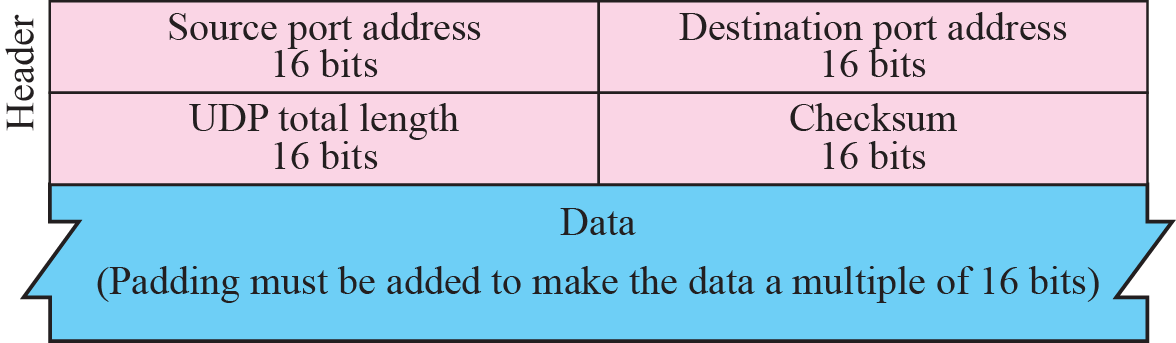 Header
Source port address
16 bits
Destination port address
16 bits
UDP total length
16 bits
Checksum
16 bits
Data
(Padding must be added to make the data a multiple of 16 bits)